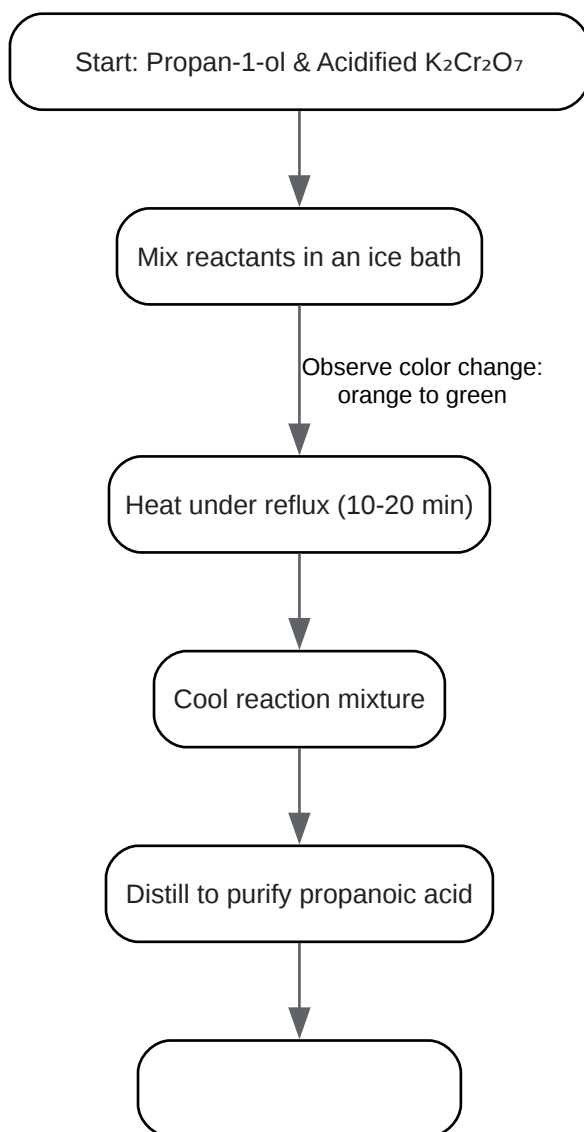 Start: Propan-1-ol & Acidified K₂Cr₂O₇
Mix reactants in an ice bath
Observe color change:
orange to green
Heat under reflux (10-20 min)
Cool reaction mixture
Distill to purify propanoic acid